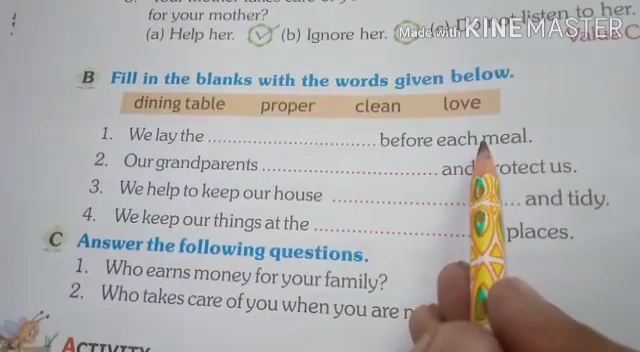 for your mother?
(a) Help her. (b) Ignore her. (c) Do not listen to her.
Made with KINEMASTER
Value C
B Fill in the blanks with the words given below.
dining table proper clean love
1. We lay the .............................. before each meal.
2. Our grandparents .............................. and protect us.
3. We help to keep our house .............................. and tidy.
4. We keep our things at the .............................. places.
C Answer the following questions.
1. Who earns money for your family?
2. Who takes care of you when you are
ACTIVITY